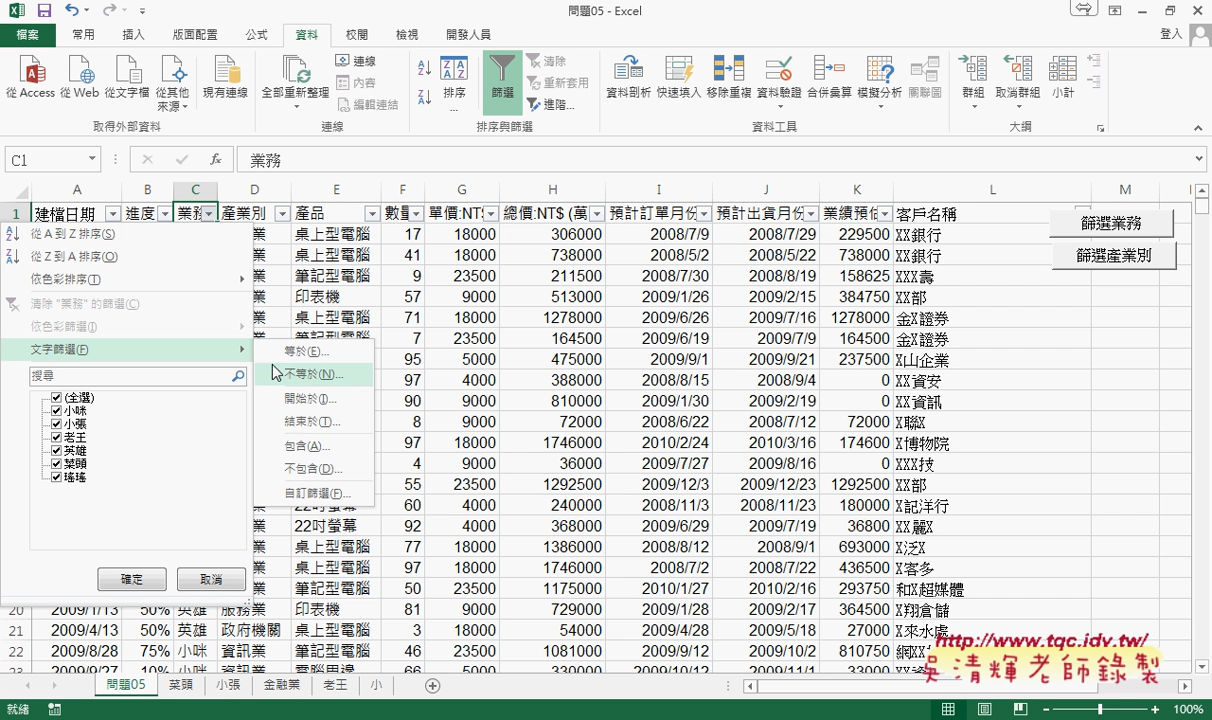 問題05 - Excel
檔案 常用 插入 版面配置 公式 資料 校閱 檢視 開發人員 登入
從 Access 從 Web 從文字檔 從其他來源 現有連線 全部重新整理 連線 內容 編輯連結 排序... 篩選 清除 重新套用 進階... 資料剖析 快速填入 移除重複 資料驗證 合併彙算 模擬分析 關聯圖 群組 取消群組 小計
取得外部資料 連線 排序與篩選 資料工具 大綱
C1 fx 業務
A B C D E F G H I J K L M
1 建檔日期 進度 業務 產業別 產品 數量 單價:NT$ 總價:NT$ (萬 預計訂單月份 預計出貨月份 業績預估 客戶名稱
業 桌上型電腦 17 18000 306000 2008/7/9 2008/7/29 229500 XX銀行
業 桌上型電腦 41 18000 738000 2008/5/2 2008/5/22 738000 XX銀行
業 筆記型電腦 9 23500 211500 2008/7/30 2008/8/19 158625 XXX壽
業 印表機 57 9000 513000 2009/1/26 2009/2/15 384750 XX部
業 桌上型電腦 71 18000 1278000 2009/6/26 2009/7/16 1278000 金X證券
業 筆記型電腦 7 23500 164500 2009/6/19 2009/7/9 164500 金X證券
95 5000 475000 2009/9/1 2009/9/21 237500 X山企業
97 4000 388000 2008/8/15 2008/9/4 0 XX資安
90 9000 810000 2009/1/30 2009/2/19 0 XX資訊
8 9000 72000 2008/6/22 2008/7/12 72000 X聯X
97 18000 1746000 2010/2/24 2010/3/16 174600 X博物院
4 9000 36000 2009/7/27 2009/8/16 0 XXX技
55 23500 1292500 2009/12/3 2009/12/23 1292500 XX部
業 22吋螢幕 60 4000 240000 2008/11/3 2008/11/23 180000 X記洋行
業 22吋螢幕 92 4000 368000 2009/6/29 2009/7/19 36800 XX麗X
業 桌上型電腦 77 18000 1386000 2008/8/12 2008/9/1 693000 X泛X
業 桌上型電腦 97 18000 1746000 2008/7/2 2008/7/22 436500 X客多
業 筆記型電腦 50 23500 1175000 2010/1/27 2010/2/16 293750 和X超媒體
20 2009/1/13 50% 英雄 服務業 印表機 81 9000 729000 2009/1/28 2009/2/17 364500 X翔倉儲
21 2009/4/13 50% 英雄 政府機關 桌上型電腦 3 18000 54000 2009/4/28 2009/5/18 27000 X來水處
22 2009/8/28 75% 小咪 資訊業 筆記型電腦 46 23500 1081000 2009/9/12 2009/10/2 810750
篩選業務
篩選產業別
從 A 到 Z 排序(S)
從 Z 到 A 排序(O)
依色彩排序(T)
清除 "業務" 的篩選(C)
依色彩篩選(I)
文字篩選(F)
搜尋
(全選)
小咪
小張
老王
英雄
菜頭
瑤瑤
確定 取消
等於(E)...
不等於(N)...
開始於(I)...
結束於(T)...
包含(A)...
不包含(D)...
自訂篩選(F)...
http://www.tqc.idv.tw/
吳清輝老師錄製
問題05 菜頭 小張 金融業 老王 小
就緒 100%